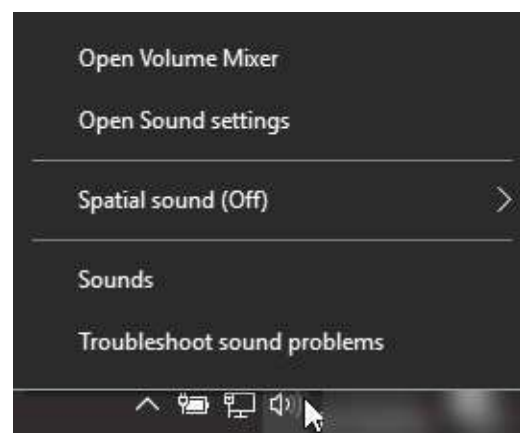 Open Volume Mixer
Open Sound settings
Spatial sound (Off)
Sounds
Troubleshoot sound problems